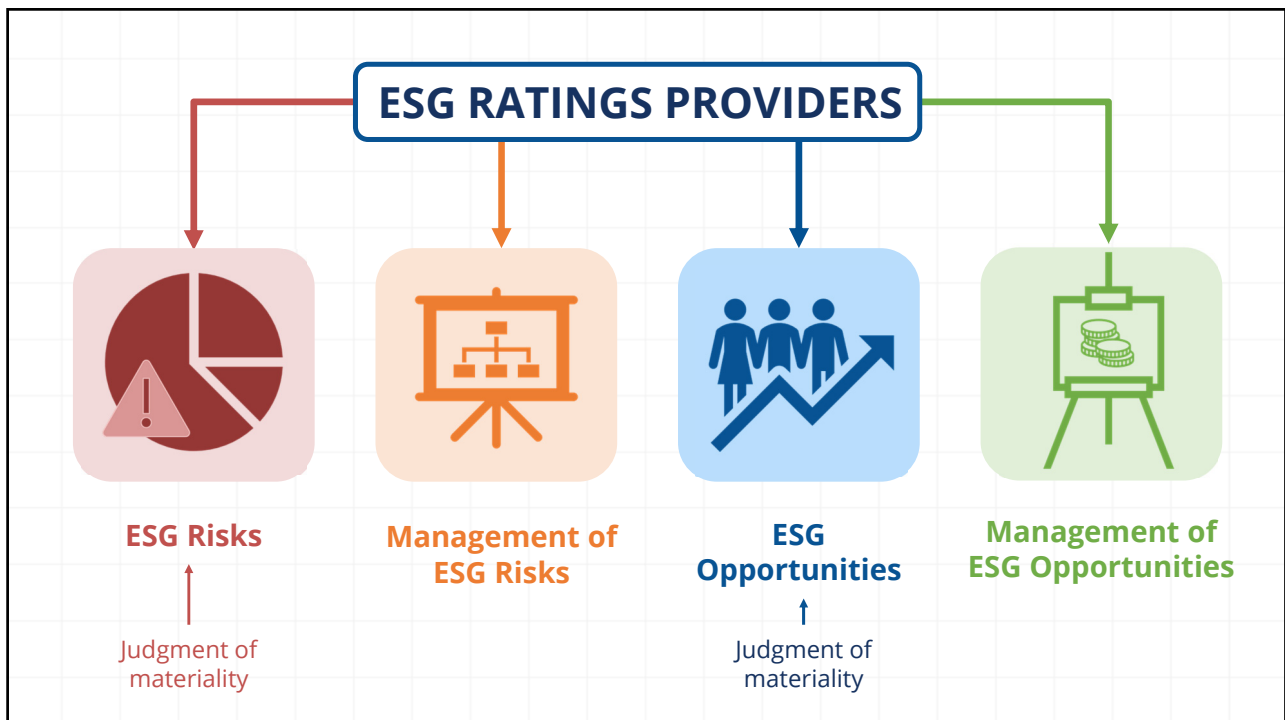 ESG RATINGS PROVIDERS
ESG Risks
Judgment of
materiality
Management of
ESG Risks
ESG
Opportunities
Judgment of
materiality
Management of
ESG Opportunities